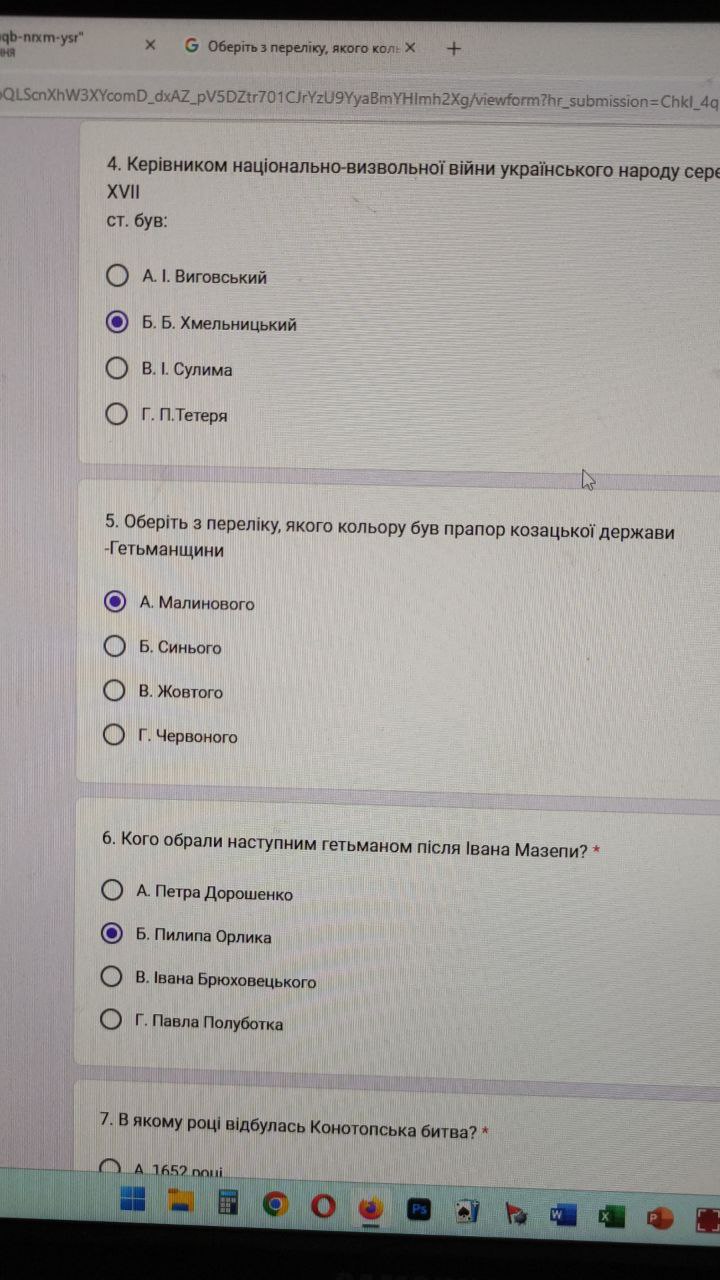 qb-nrxm-ysr"
ння
Оберіть з переліку, якого коль
QLScnXhW3XYcomD_dxAZ_pV5DZtr701CJrYzU9YyaBmYHImh2Xg/viewform?hr_submission=ChkI_4q
4. Керівником національно-визвольної війни українського народу сере
XVII
ст. був:
А. І. Виговський
Б. Б. Хмельницький
В. І. Сулима
Г. П.Тетеря
5. Оберіть з переліку, якого кольору був прапор козацької держави
-Гетьманщини
А. Малинового
Б. Синього
В. Жовтого
Г. Червоного
6. Кого обрали наступним гетьманом після Івана Мазепи? *
А. Петра Дорошенко
Б. Пилипа Орлика
В. Івана Брюховецького
Г. Павла Полуботка
7. В якому році відбулась Конотопська битва? *
А. 1652 році
Ps
W
X
P